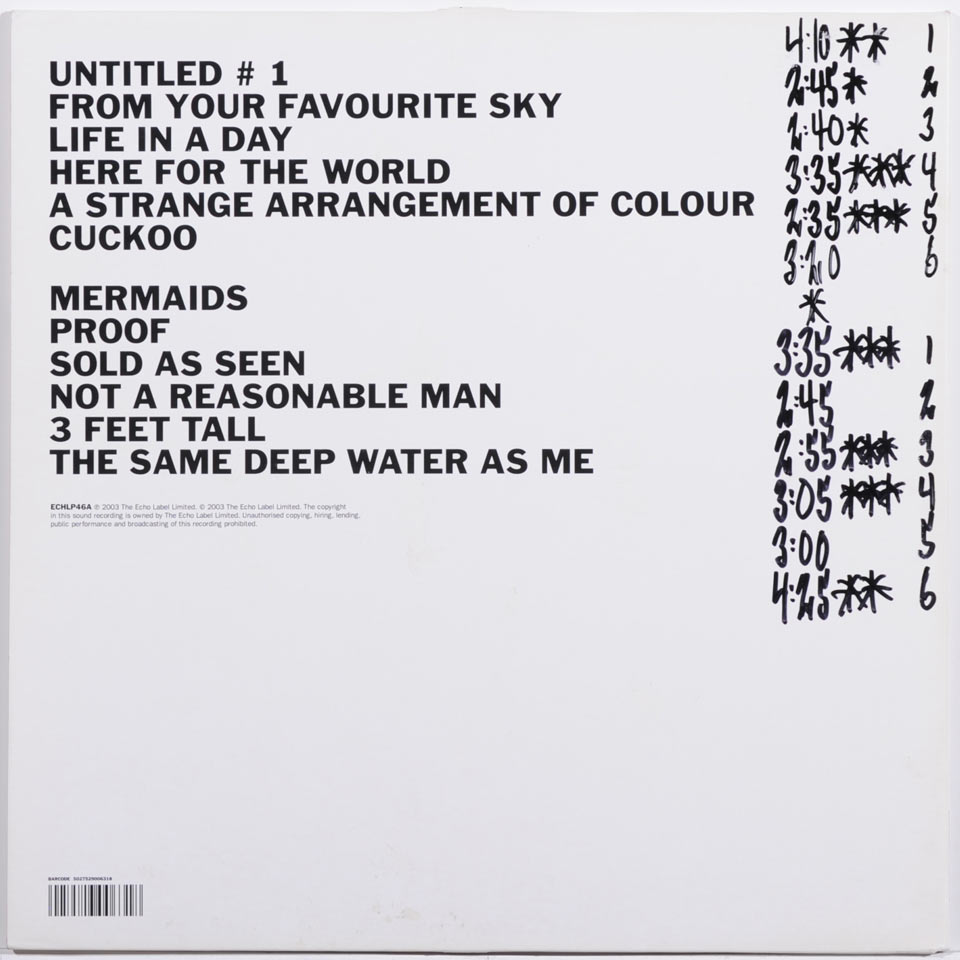 UNTITLED # 1 4:10** 1
FROM YOUR FAVOURITE SKY 2:45* 2
LIFE IN A DAY 2:40* 3
HERE FOR THE WORLD 3:35*** 4
A STRANGE ARRANGEMENT OF COLOUR 2:35*** 5
CUCKOO 3:20 6
*
MERMAIDS 3:35*** 1
PROOF 2:45 2
SOLD AS SEEN 2:55*** 3
NOT A REASONABLE MAN 3:05*** 4
3 FEET TALL 3:00 5
THE SAME DEEP WATER AS ME 4:25** 6
ECHLP46A ℗ 2003 The Echo Label Limited. © 2003 The Echo Label Limited. The copyright
in this sound recording is owned by The Echo Label Limited. Unauthorised copying, hiring, lending,
public performance and broadcasting of this recording prohibited.
BARCODE 5027529006314